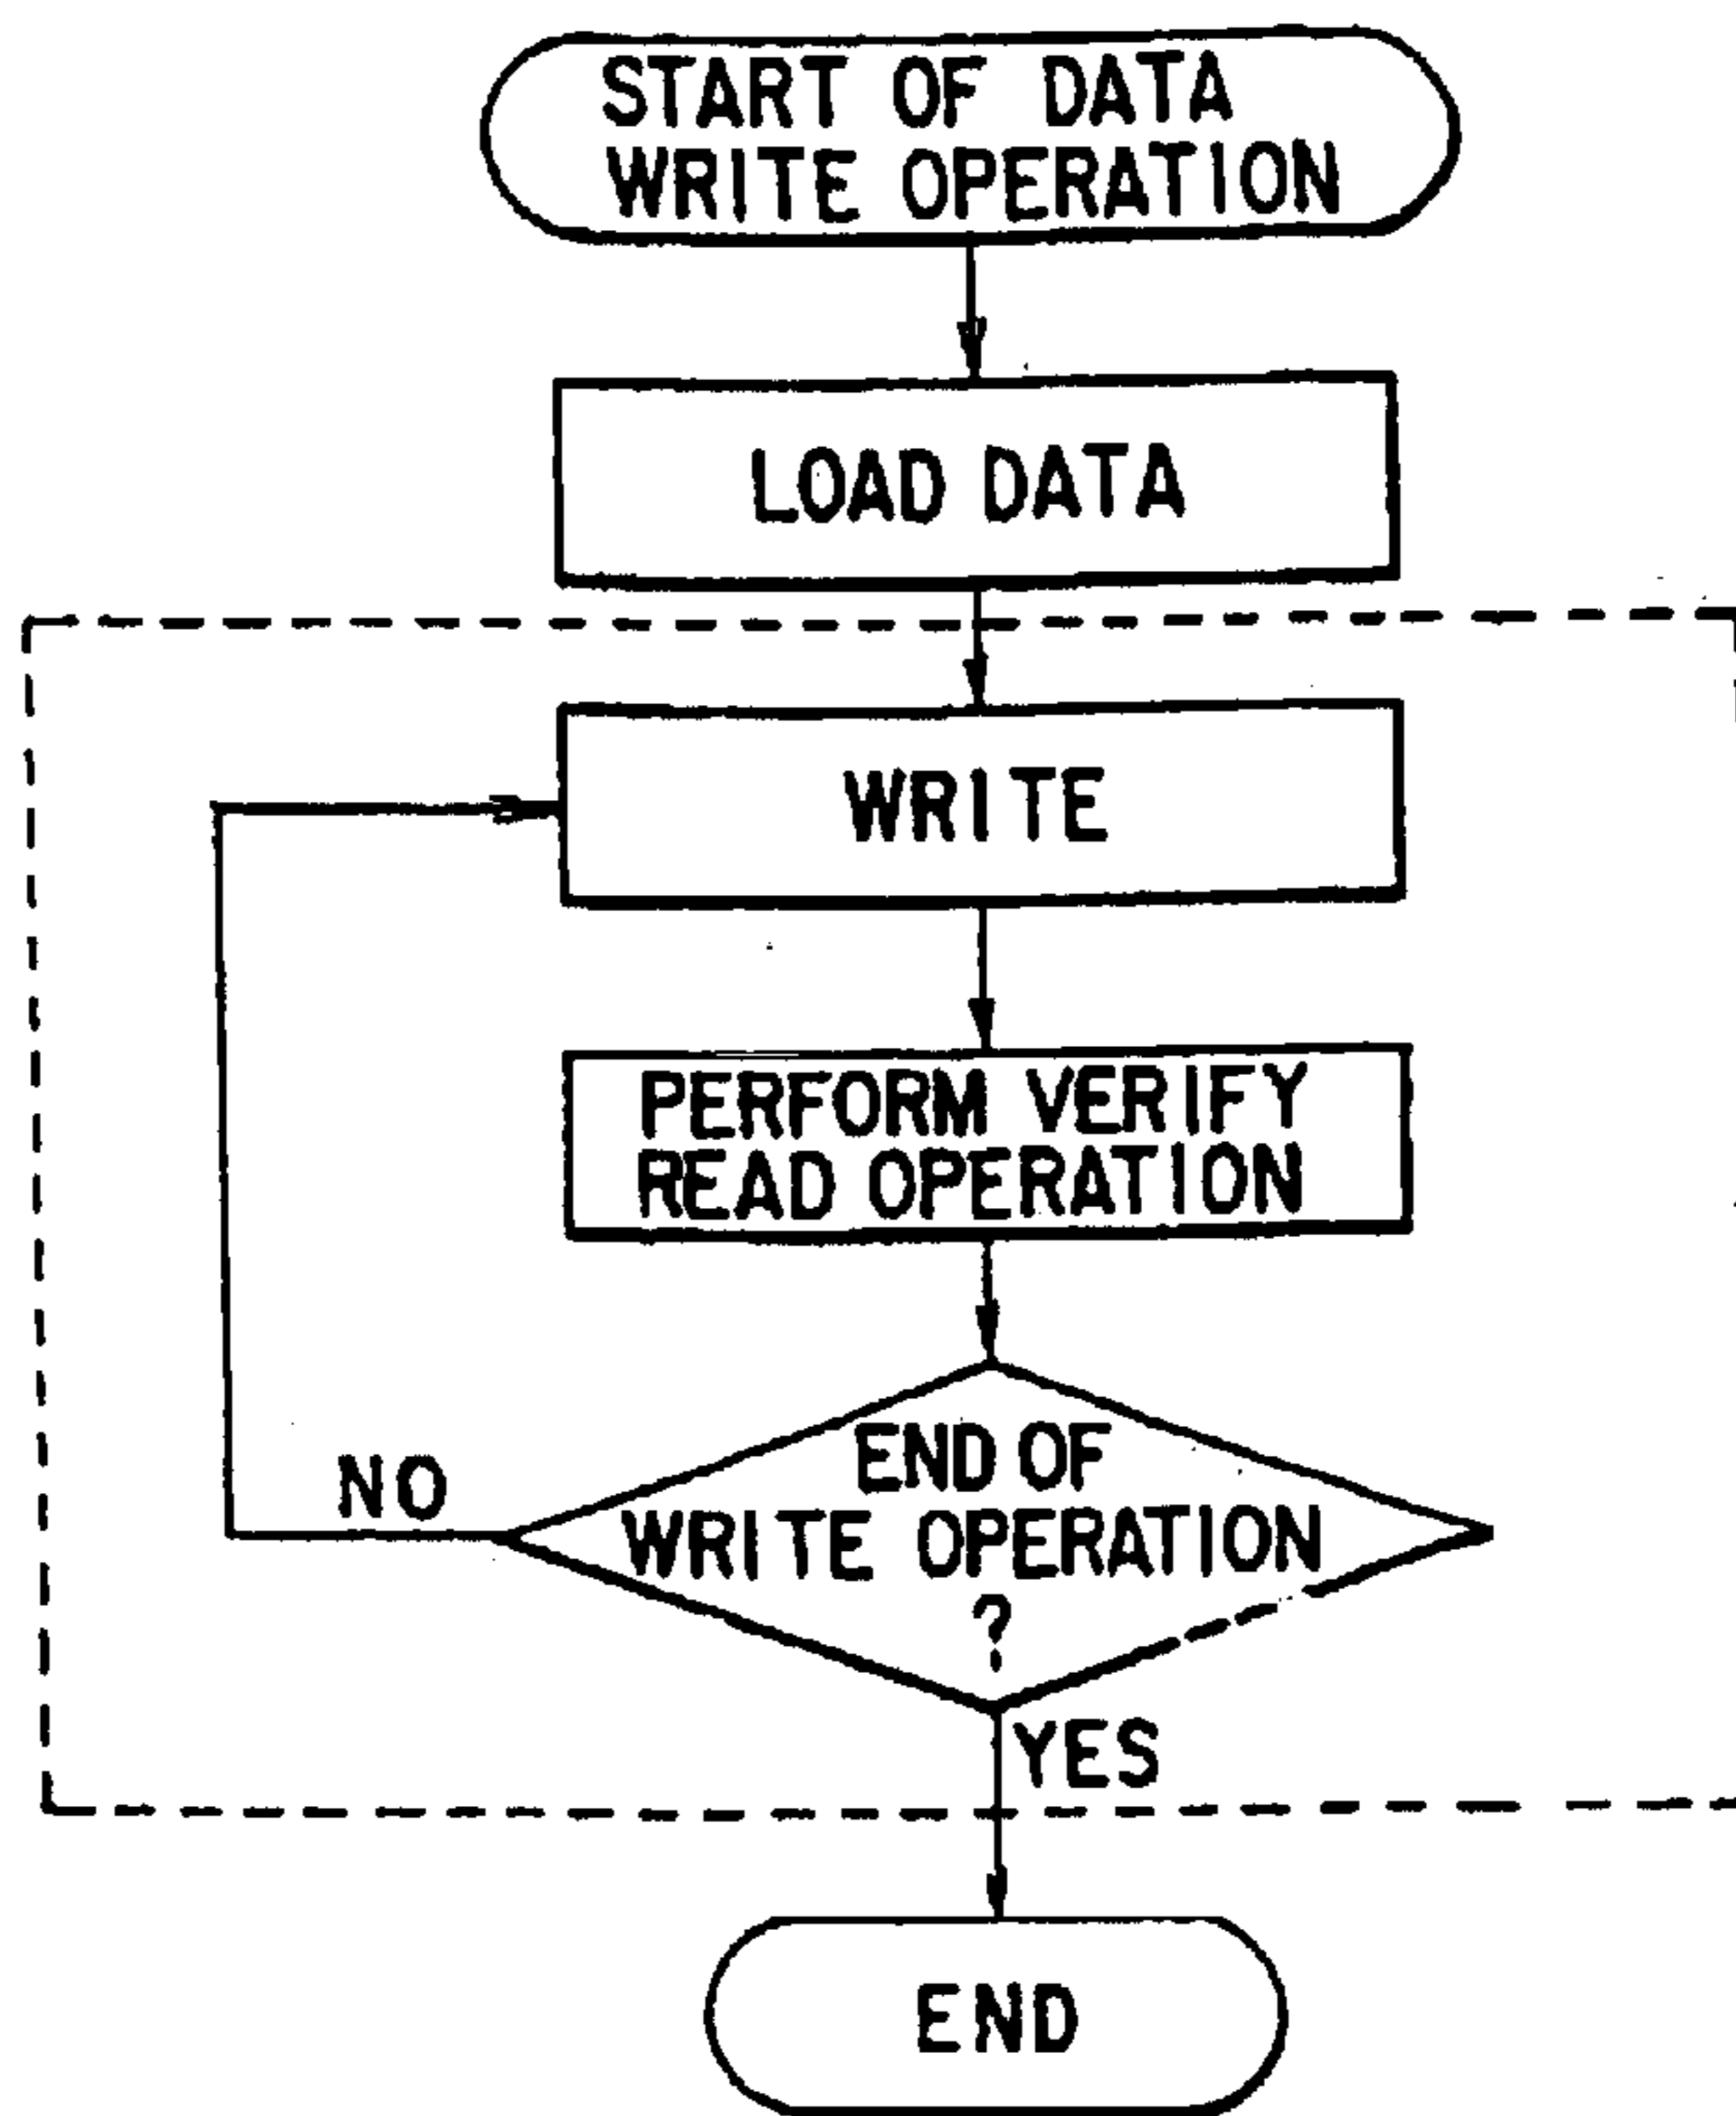 START OF DATA
WRITE OPERATION
LOAD DATA
WRITE
PERFORM VERIFY
READ OPERATION
END OF
WRITE OPERATION
?
NO
YES
END